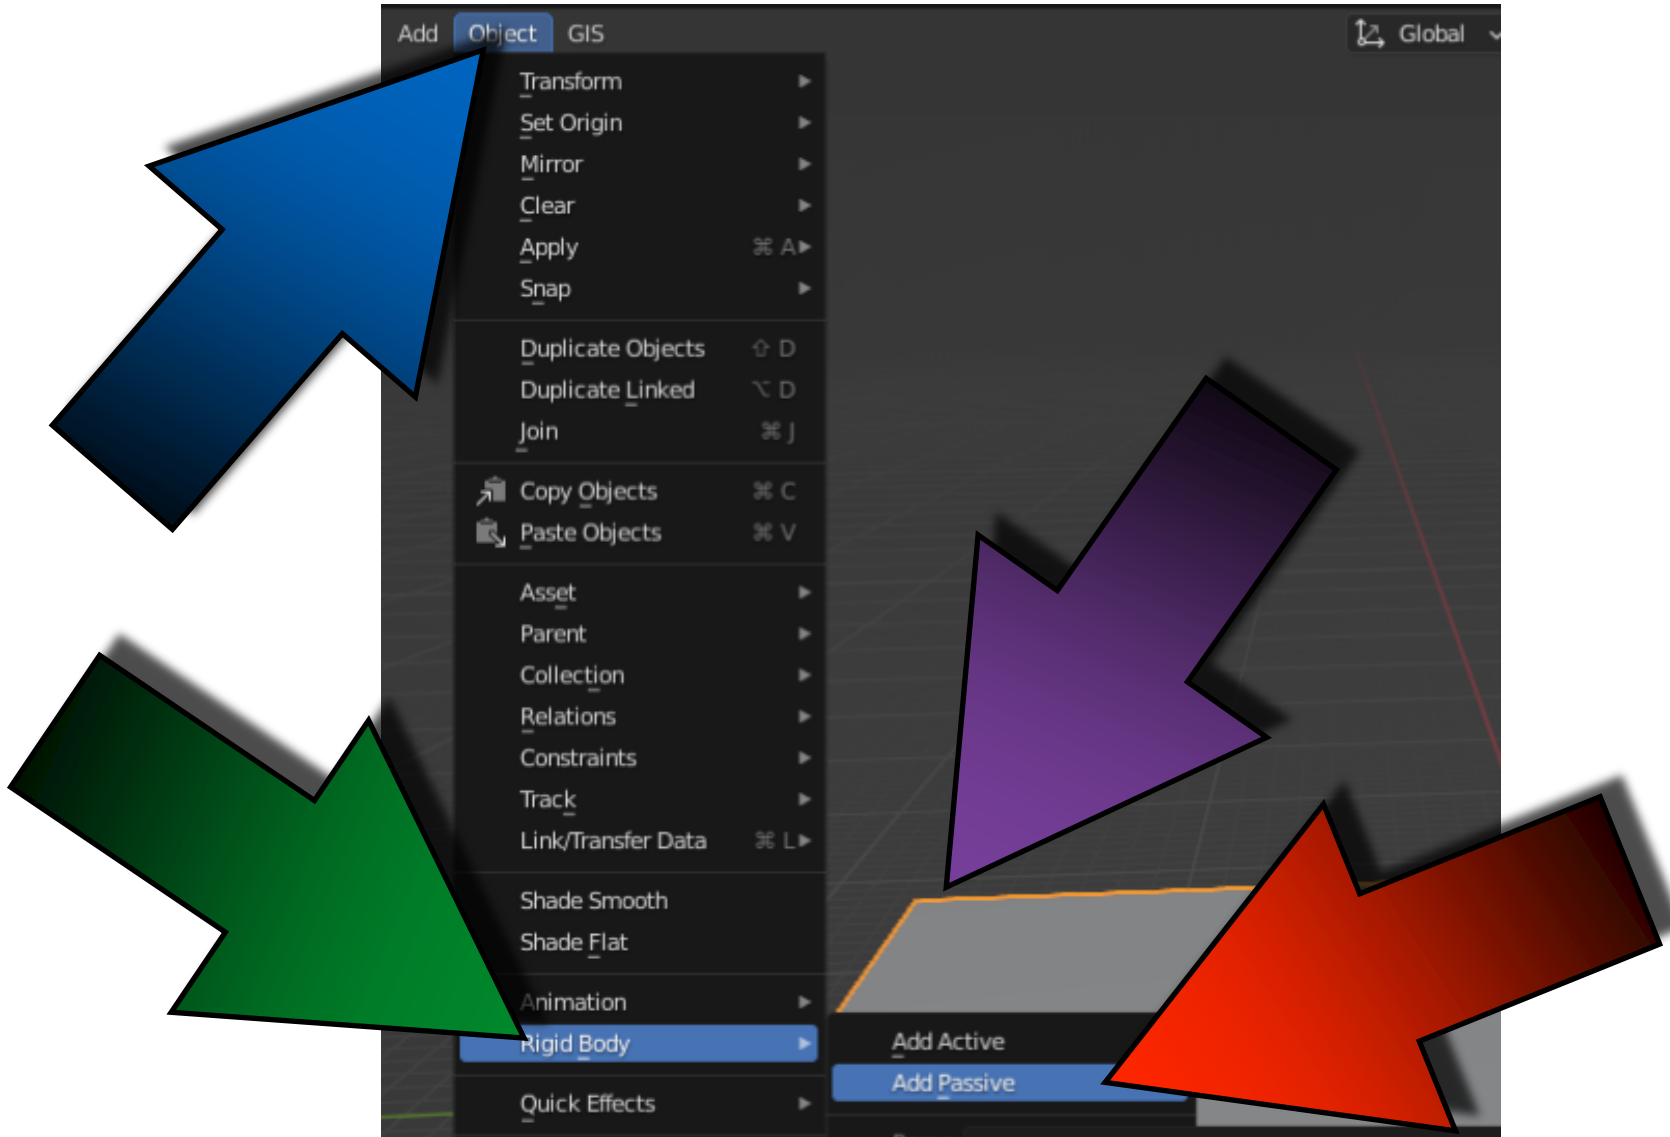 Add Object GIS Global
Transform
Set Origin
Mirror
Clear
Apply ⌘ A
Snap
Duplicate Objects ⇧ D
Duplicate Linked ⌥ D
Join ⌘ J
Copy Objects ⌘ C
Paste Objects ⌘ V
Asset
Parent
Collection
Relations
Constraints
Track
Link/Transfer Data ⌘ L
Shade Smooth
Shade Flat
Animation
Rigid Body
Add Active
Add Passive
Quick Effects